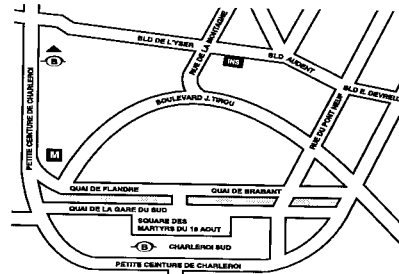 BLD DE L'YSER
RUE DE LA MONTAGNE
INS
BLD AUDENT
BLD E. DEVREUX
B
BOULEVARD J. TIROU
RUE DU PONT NEUF
PETITE CEINTURE DE CHARLEROI
M
QUAI DE FLANDRE
QUAI DE BRABANT
QUAI DE LA GARE DU SUD
SQUARE DES
MARTYRS DU 18 AOUT
B
CHARLEROI SUD
PETITE CEINTURE DE CHARLEROI